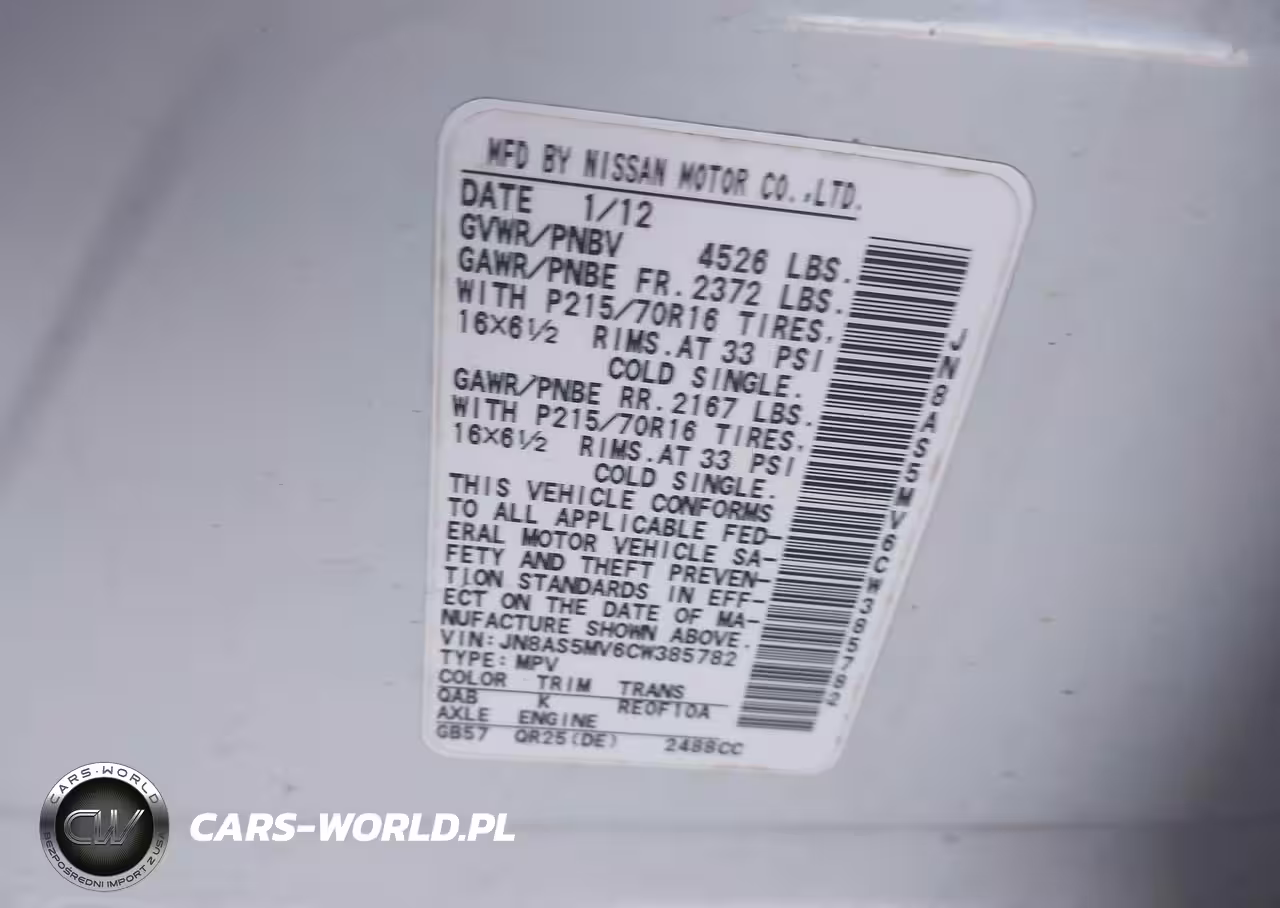 MFD BY NISSAN MOTOR CO.,LTD.
DATE 1/12
GVWR/PNBV 4526 LBS.
GAWR/PNBE FR.2372 LBS.
WITH P215/70R16 TIRES.
16×6½ RIMS.AT 33 PSI
COLD SINGLE.
GAWR/PNBE RR.2167 LBS.
WITH P215/70R16 TIRES.
16×6½ RIMS.AT 33 PSI
COLD SINGLE.
THIS VEHICLE CONFORMS
TO ALL APPLICABLE FED-
ERAL MOTOR VEHICLE SA-
FETY AND THEFT PREVEN-
TION STANDARDS IN EFF-
ECT ON THE DATE OF MA-
NUFACTURE SHOWN ABOVE.
VIN:JN8AS5MV6CW385782
TYPE:MPV
COLOR TRIM TRANS
QAB K RE0F10A
AXLE ENGINE
GB57 QR25(DE) 2488CC
JN8AS5MV6CW385782
CARS-WORLD
CW
BEZPOŚREDNI IMPORT Z USA
CARS-WORLD.PL